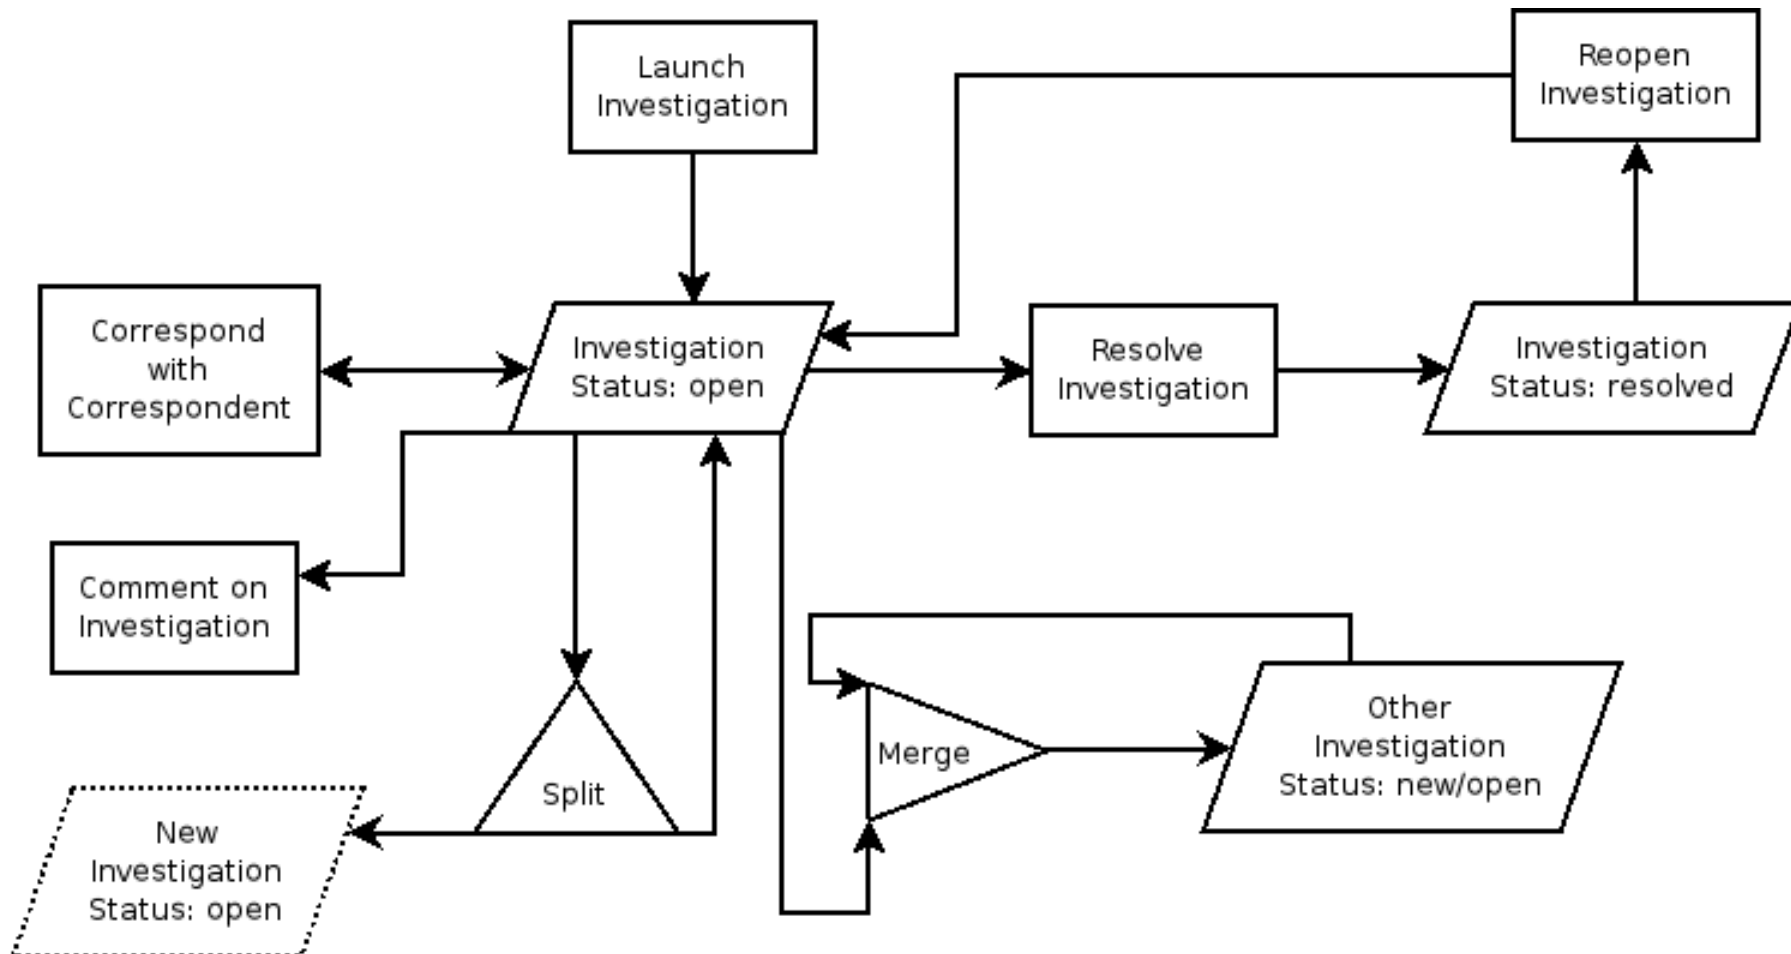 Launch
Investigation
Reopen
Investigation
Correspond
with
Correspondent
Investigation
Status: open
Resolve
Investigation
Investigation
Status: resolved
Comment on
Investigation
Split
Merge
Other
Investigation
Status: new/open
New
Investigation
Status: open